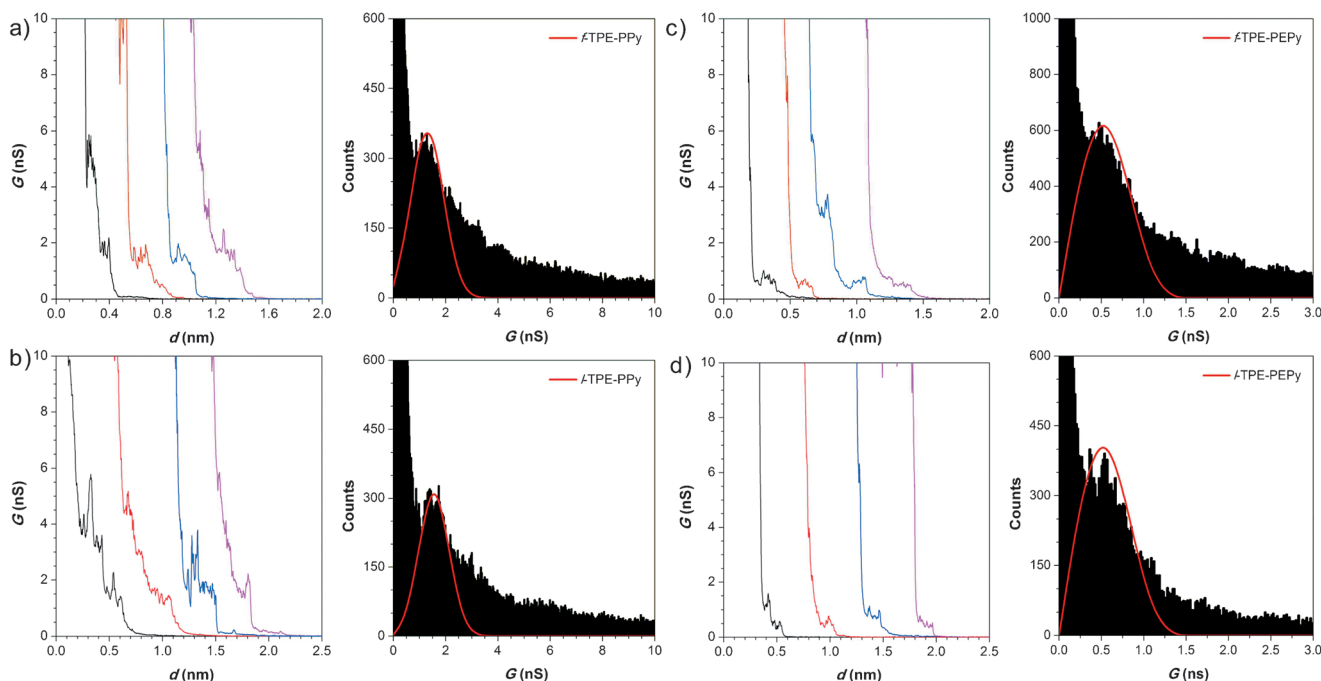 a)
G (nS)
10
8
6
4
2
0
0.0 0.4 0.8 1.2 1.6 2.0
d (nm)
Counts
600
450
300
150
0
f-TPE-PPy
0 2 4 6 8 10
G (nS)
b)
G (nS)
10
8
6
4
2
0
0.0 0.5 1.0 1.5 2.0 2.5
d (nm)
Counts
600
450
300
150
0
l-TPE-PPy
0 2 4 6 8 10
G (nS)
c)
G (nS)
10
8
6
4
2
0
0.0 0.5 1.0 1.5 2.0
d (nm)
Counts
1000
800
600
400
200
0
f-TPE-PEPy
0.0 0.5 1.0 1.5 2.0 2.5 3.0
G (nS)
d)
G (nS)
10
8
6
4
2
0
0.0 0.5 1.0 1.5 2.0 2.5
d (nm)
Counts
600
450
300
150
0
l-TPE-PEPy
0.0 0.5 1.0 1.5 2.0 2.5 3.0
G (ns)